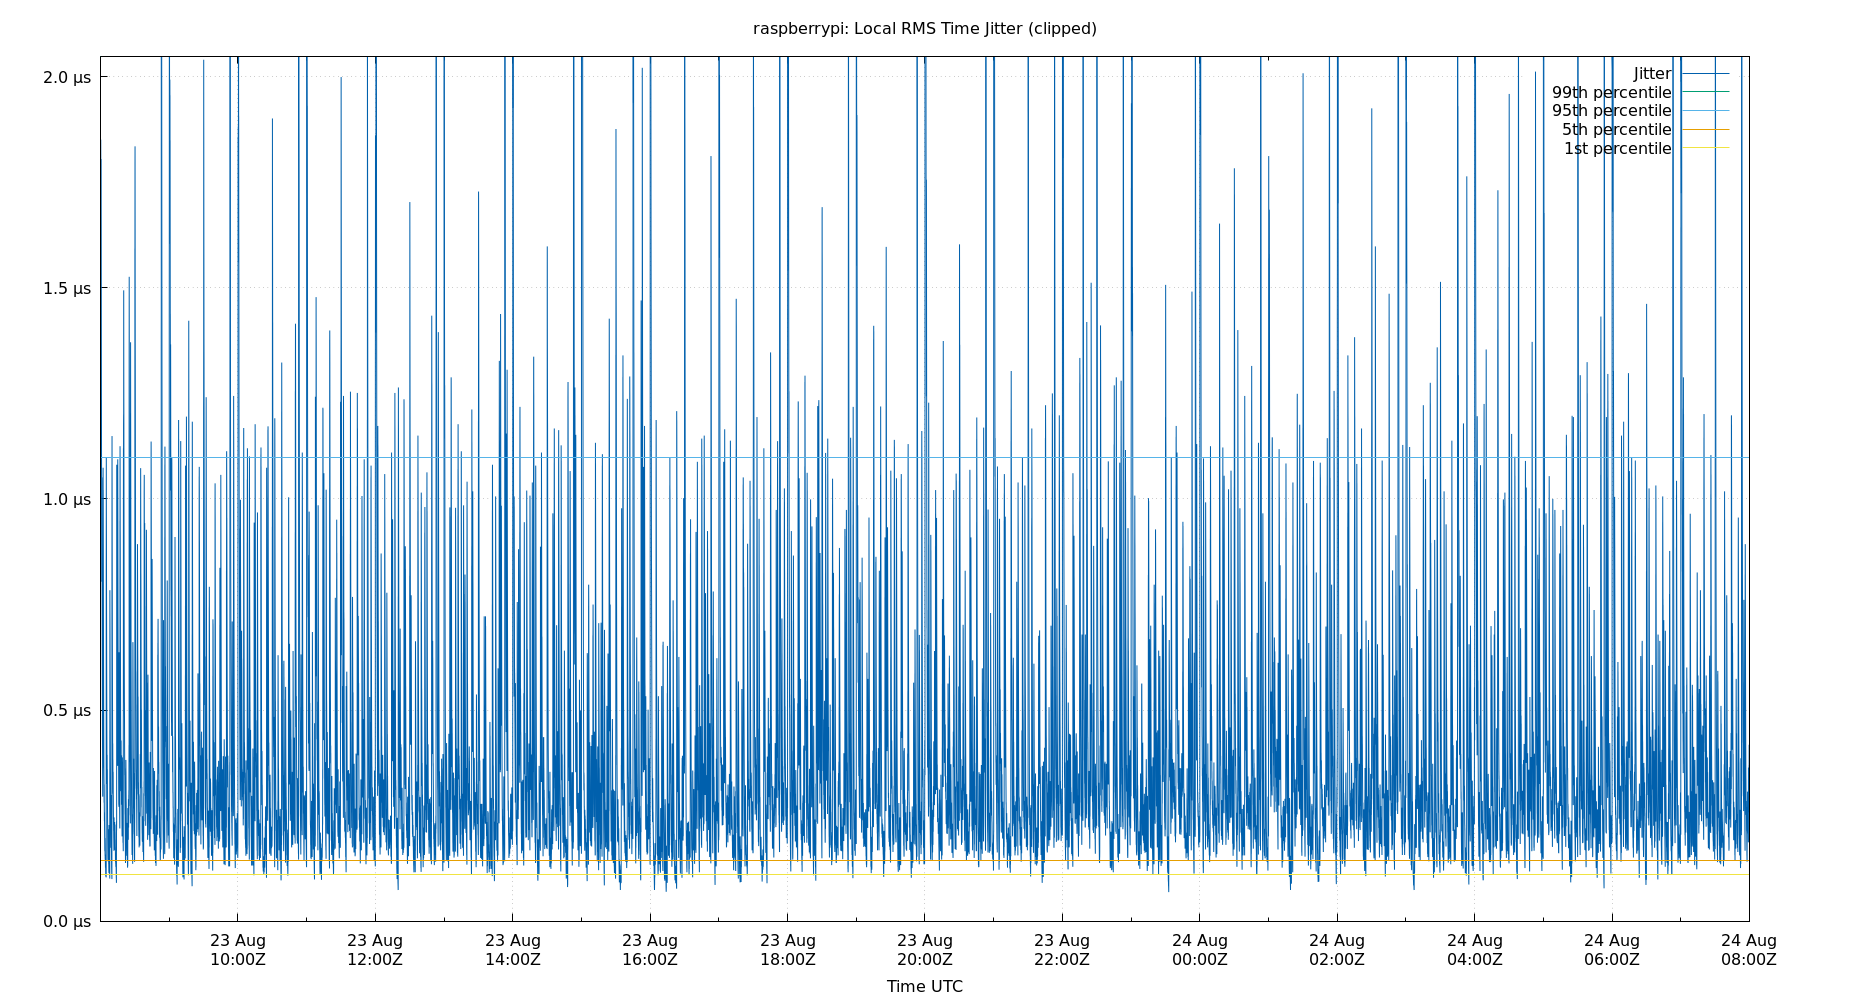 raspberrypi: Local RMS Time Jitter (clipped)
2.0 µs
1.5 µs
1.0 µs
0.5 µs
0.0 µs
Jitter
99th percentile
95th percentile
5th percentile
1st percentile
23 Aug 23 Aug 23 Aug 23 Aug 23 Aug 23 Aug 23 Aug 24 Aug 24 Aug 24 Aug 24 Aug 24 Aug
10:00Z 12:00Z 14:00Z 16:00Z 18:00Z 20:00Z 22:00Z 00:00Z 02:00Z 04:00Z 06:00Z 08:00Z
Time UTC